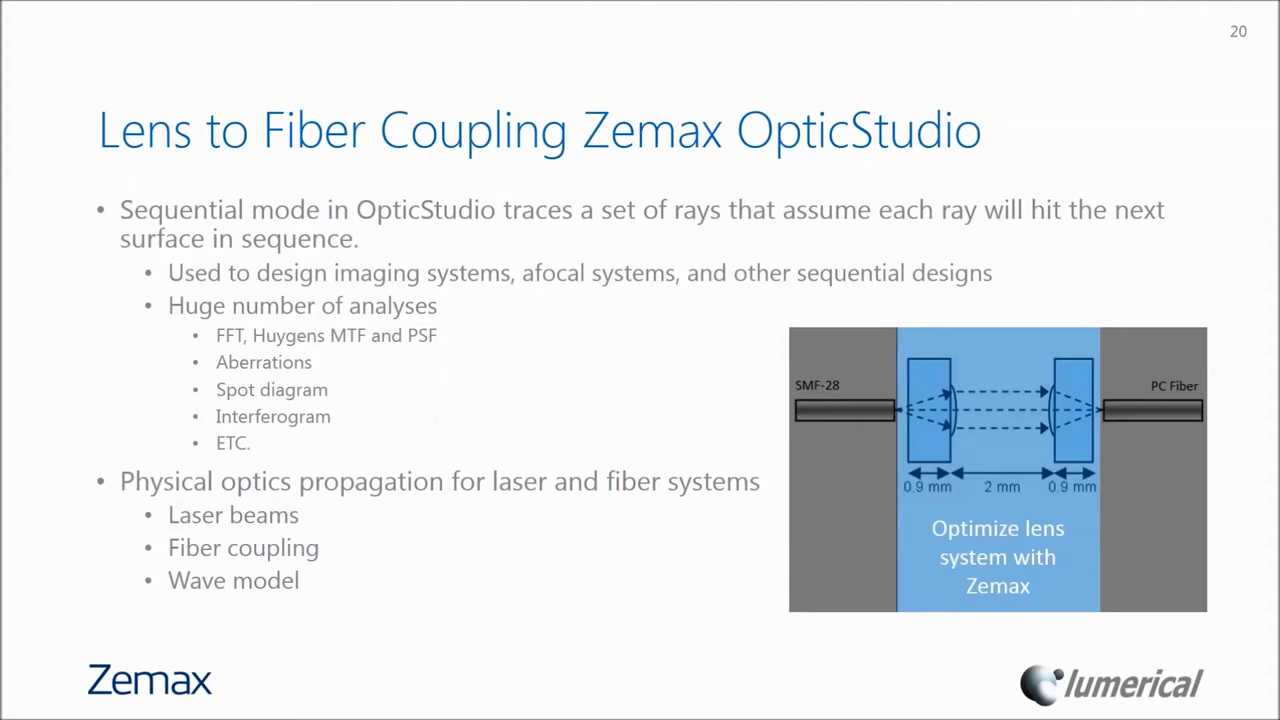 20
Lens to Fiber Coupling Zemax OpticStudio
• Sequential mode in OpticStudio traces a set of rays that assume each ray will hit the next
surface in sequence.
• Used to design imaging systems, afocal systems, and other sequential designs
• Huge number of analyses
• FFT, Huygens MTF and PSF
• Aberrations
• Spot diagram
• Interferogram
• ETC.
• Physical optics propagation for laser and fiber systems
• Laser beams
• Fiber coupling
• Wave model
SMF-28
PC Fiber
0.9 mm 2 mm 0.9 mm
Optimize lens
system with
Zemax
Zemax
lumerical